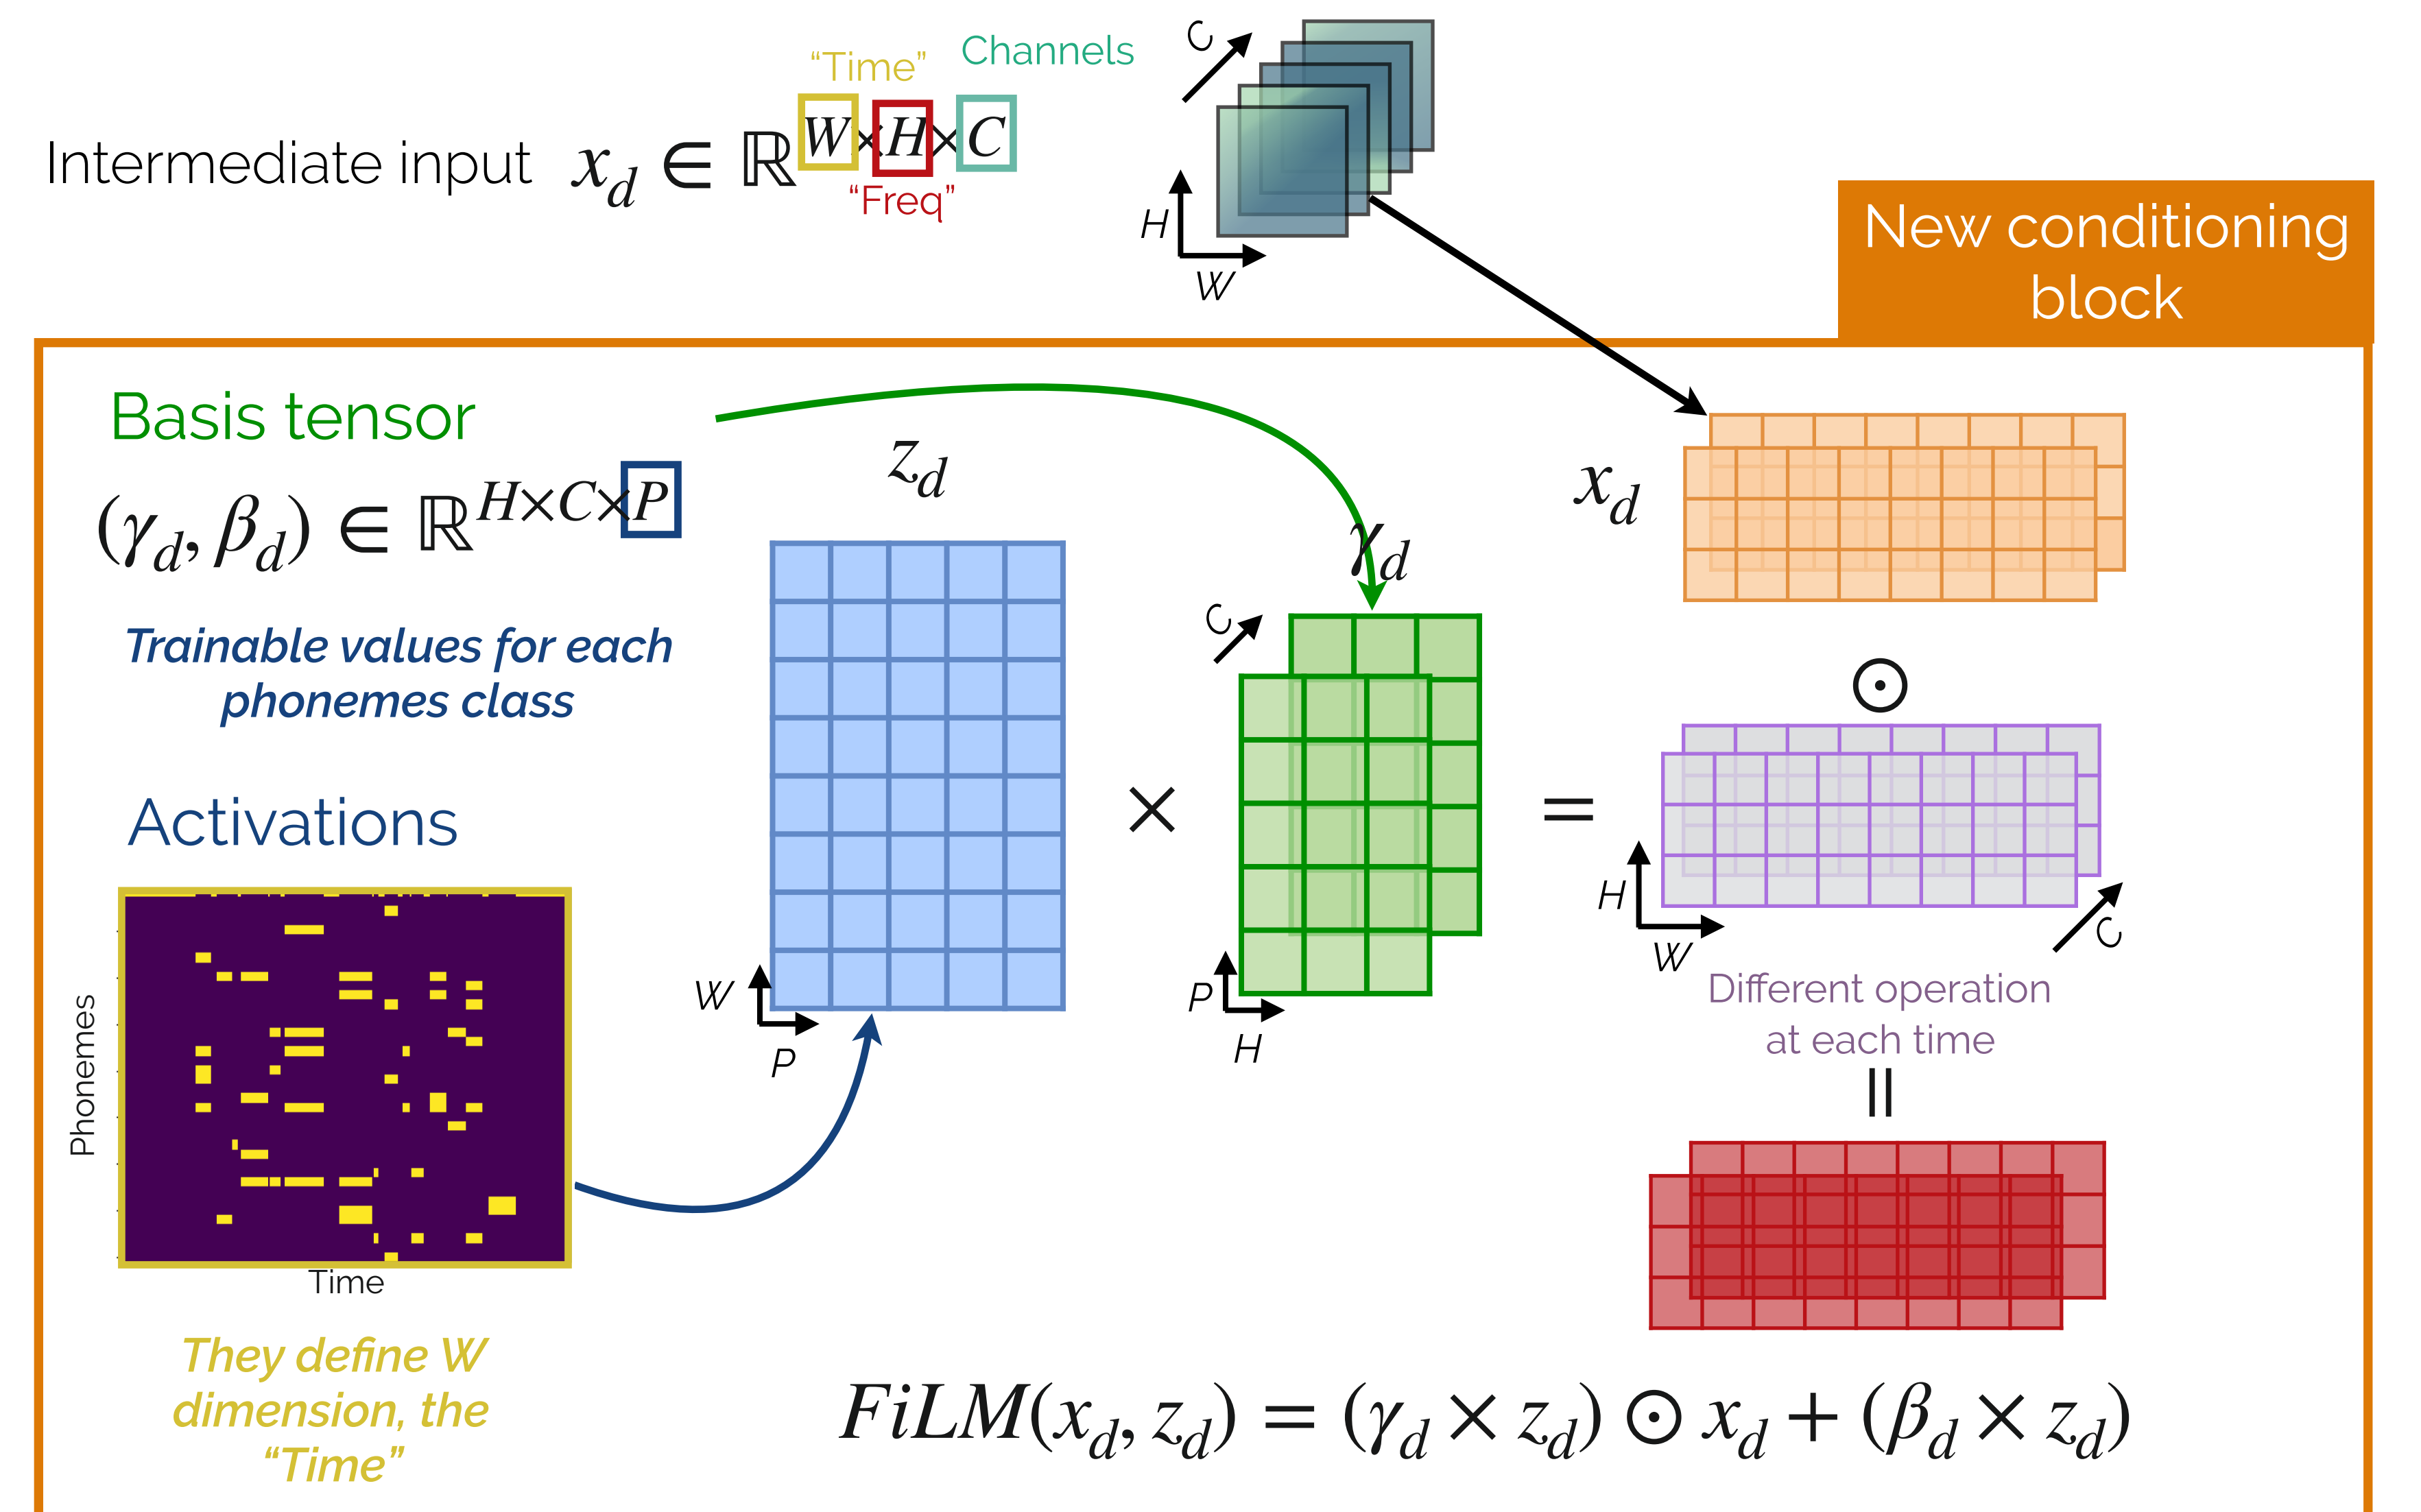 “Time”
Channels
Intermediate input x_d ∈ ℝ^{W×H×C}
“Freq”
C
H
W
New conditioning
block
Basis tensor
(γ_d, β_d) ∈ ℝ^{H×C×P}
Trainable values for each
phonemes class
Activations
Phonemes
Time
They define W
dimension, the
“Time”
z_d
W
P
×
γ_d
C
P
H
=
x_d
⊙
H
W
C
Different operation
at each time
=
FiLM(x_d, z_d) = (γ_d × z_d) ⊙ x_d + (β_d × z_d)